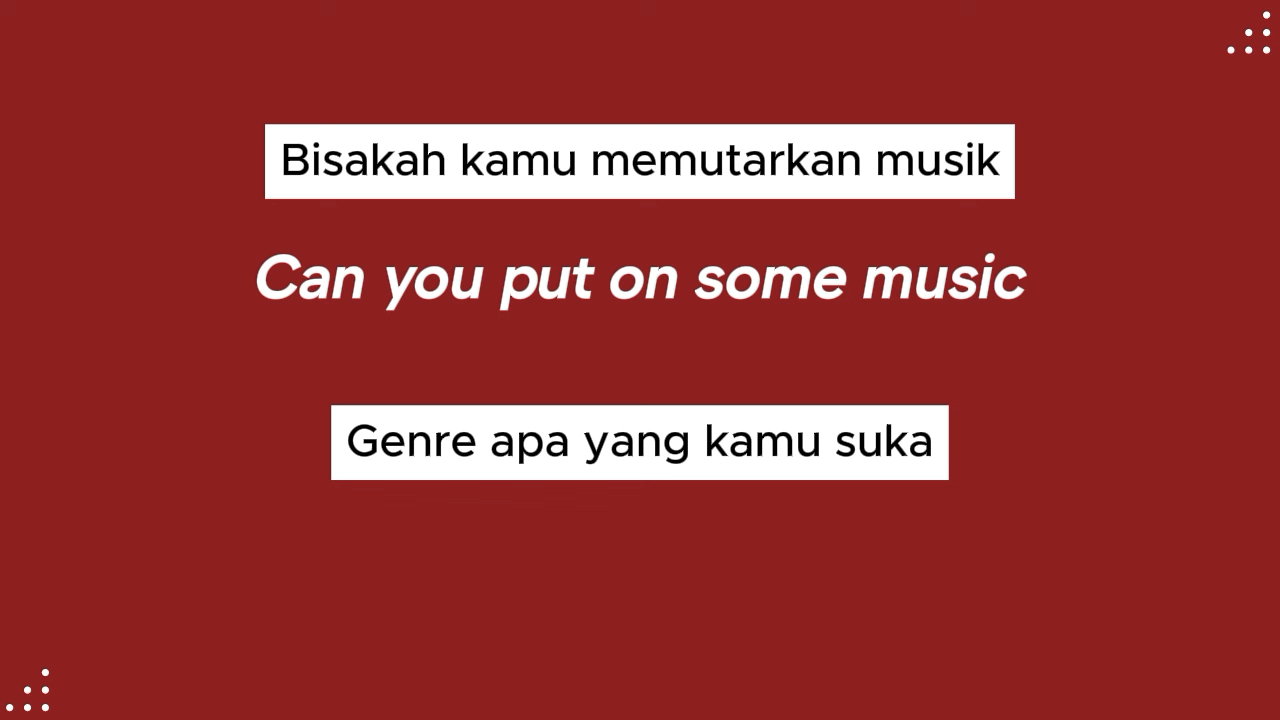 Bisakah kamu memutarkan musik
Can you put on some music
Genre apa yang kamu suka